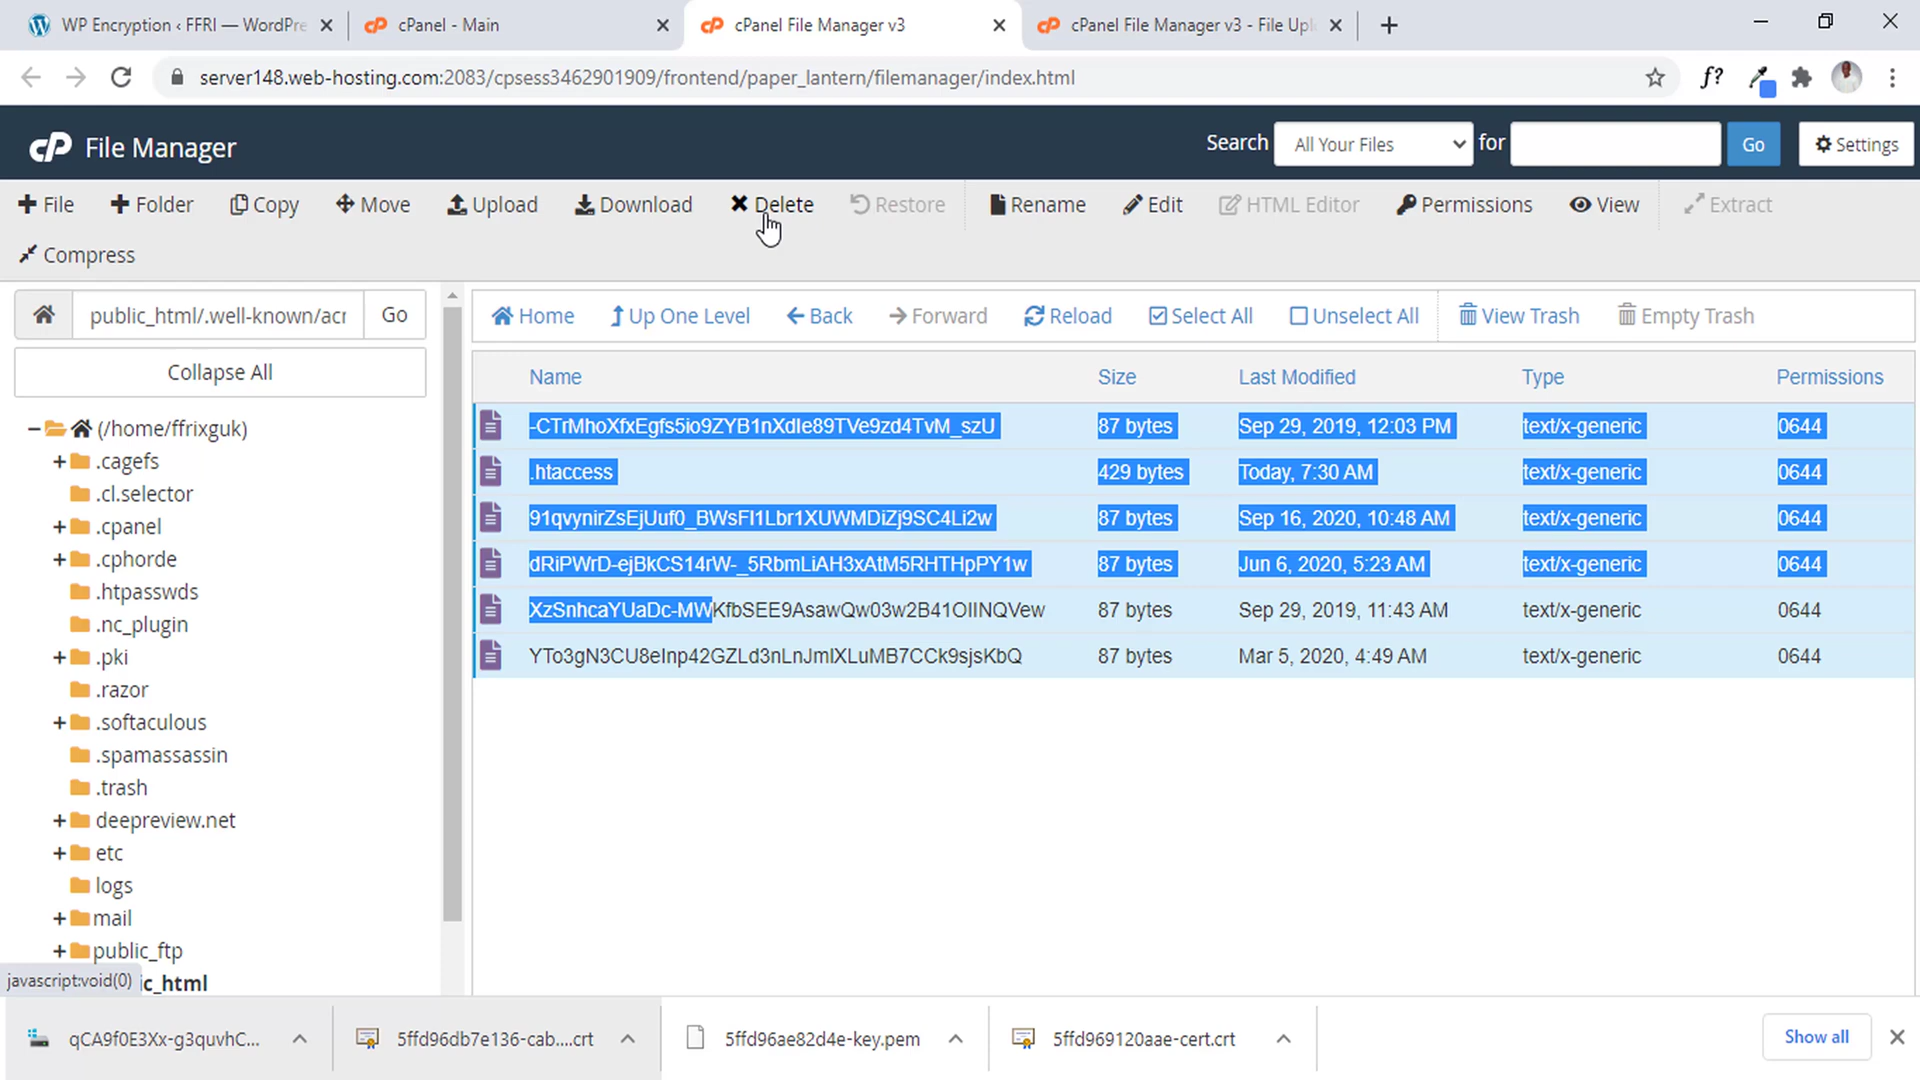 WP Encryption ‹ FFRI — WordPre
cPanel - Main
cPanel File Manager v3
cPanel File Manager v3 - File Upl
server148.web-hosting.com:2083/cpsess3462901909/frontend/paper_lantern/filemanager/index.html
f?
cP File Manager
Search All Your Files for Go Settings
File Folder Copy Move Upload Download Delete Restore Rename Edit HTML Editor Permissions View Extract
Compress
public_html/.well-known/acr Go
Home Up One Level Back Forward Reload Select All Unselect All View Trash Empty Trash
Collapse All
Name Size Last Modified Type Permissions
-CTrMhoXfxEgfs5io9ZYB1nXdIe89TVe9zd4TvM_szU 87 bytes Sep 29, 2019, 12:03 PM text/x-generic 0644
.htaccess 429 bytes Today, 7:30 AM text/x-generic 0644
91qvynirZsEjUuf0_BWsFI1Lbr1XUWMDiZj9SC4Li2w 87 bytes Sep 16, 2020, 10:48 AM text/x-generic 0644
dRiPWrD-ejBkCS14rW-_5RbmLiAH3xAtM5RHTHpPY1w 87 bytes Jun 6, 2020, 5:23 AM text/x-generic 0644
XzSnhcaYUaDc-MWKfbSEE9AsawQw03w2B41OIINQVew 87 bytes Sep 29, 2019, 11:43 AM text/x-generic 0644
YTo3gN3CU8eInp42GZLd3nLnJmIXLuMB7CCk9sjsKbQ 87 bytes Mar 5, 2020, 4:49 AM text/x-generic 0644
(/home/ffrixguk)
.cagefs
.cl.selector
.cpanel
.cphorde
.htpasswds
.nc_plugin
.pki
.razor
.softaculous
.spamassassin
.trash
deepreview.net
etc
logs
mail
public_ftp
javascript:void(0)
ic_html
qCA9f0E3Xx-g3quvhC...
5ffd96db7e136-cab....crt
5ffd96ae82d4e-key.pem
5ffd969120aae-cert.crt
Show all